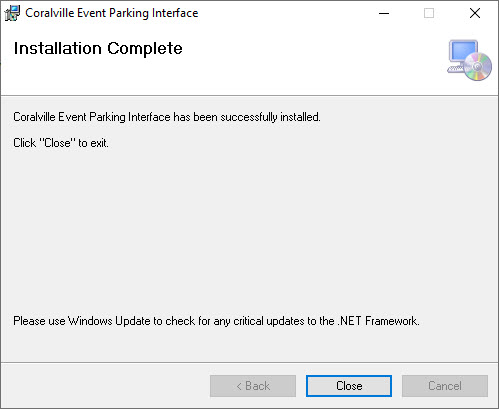 Coralville Event Parking Interface
Installation Complete
Coralville Event Parking Interface has been successfully installed.
Click "Close" to exit.
Please use Windows Update to check for any critical updates to the .NET Framework.
< Back
Close
Cancel